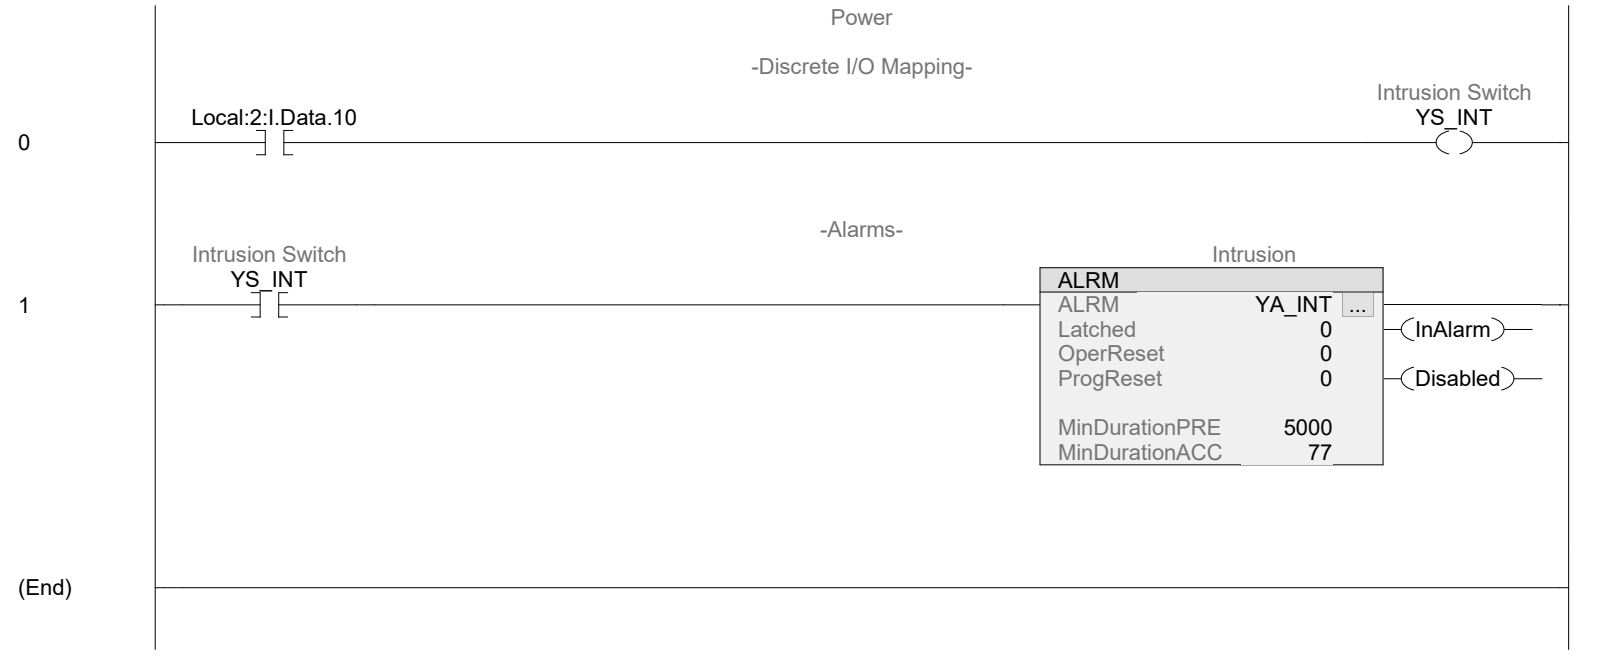 Power
-Discrete I/O Mapping-
Intrusion Switch
Local:2:I.Data.10
YS_INT
0
-Alarms-
Intrusion Switch
Intrusion
YS_INT
ALRM
1
ALRM YA_INT ...
Latched 0 InAlarm
OperReset 0
ProgReset 0 Disabled
MinDurationPRE 5000
MinDurationACC 77
(End)